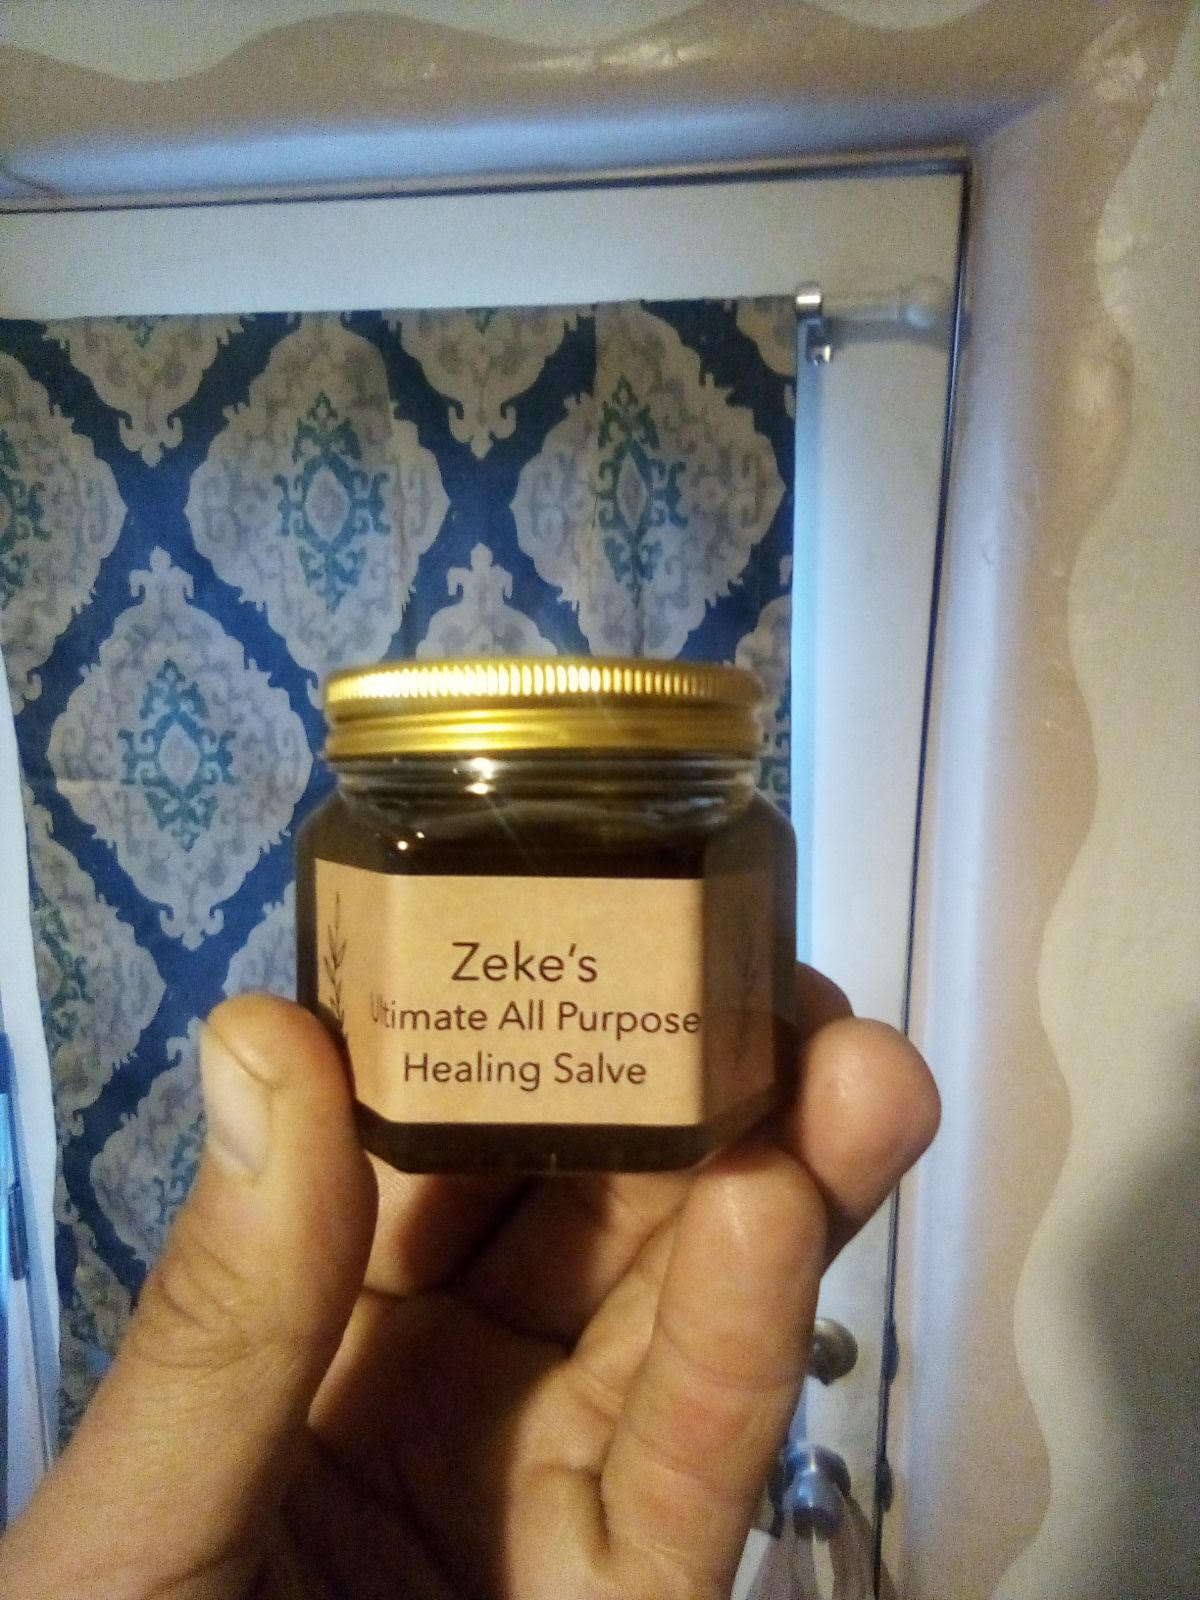 Zeke's
Ultimate All Purpose
Healing Salve